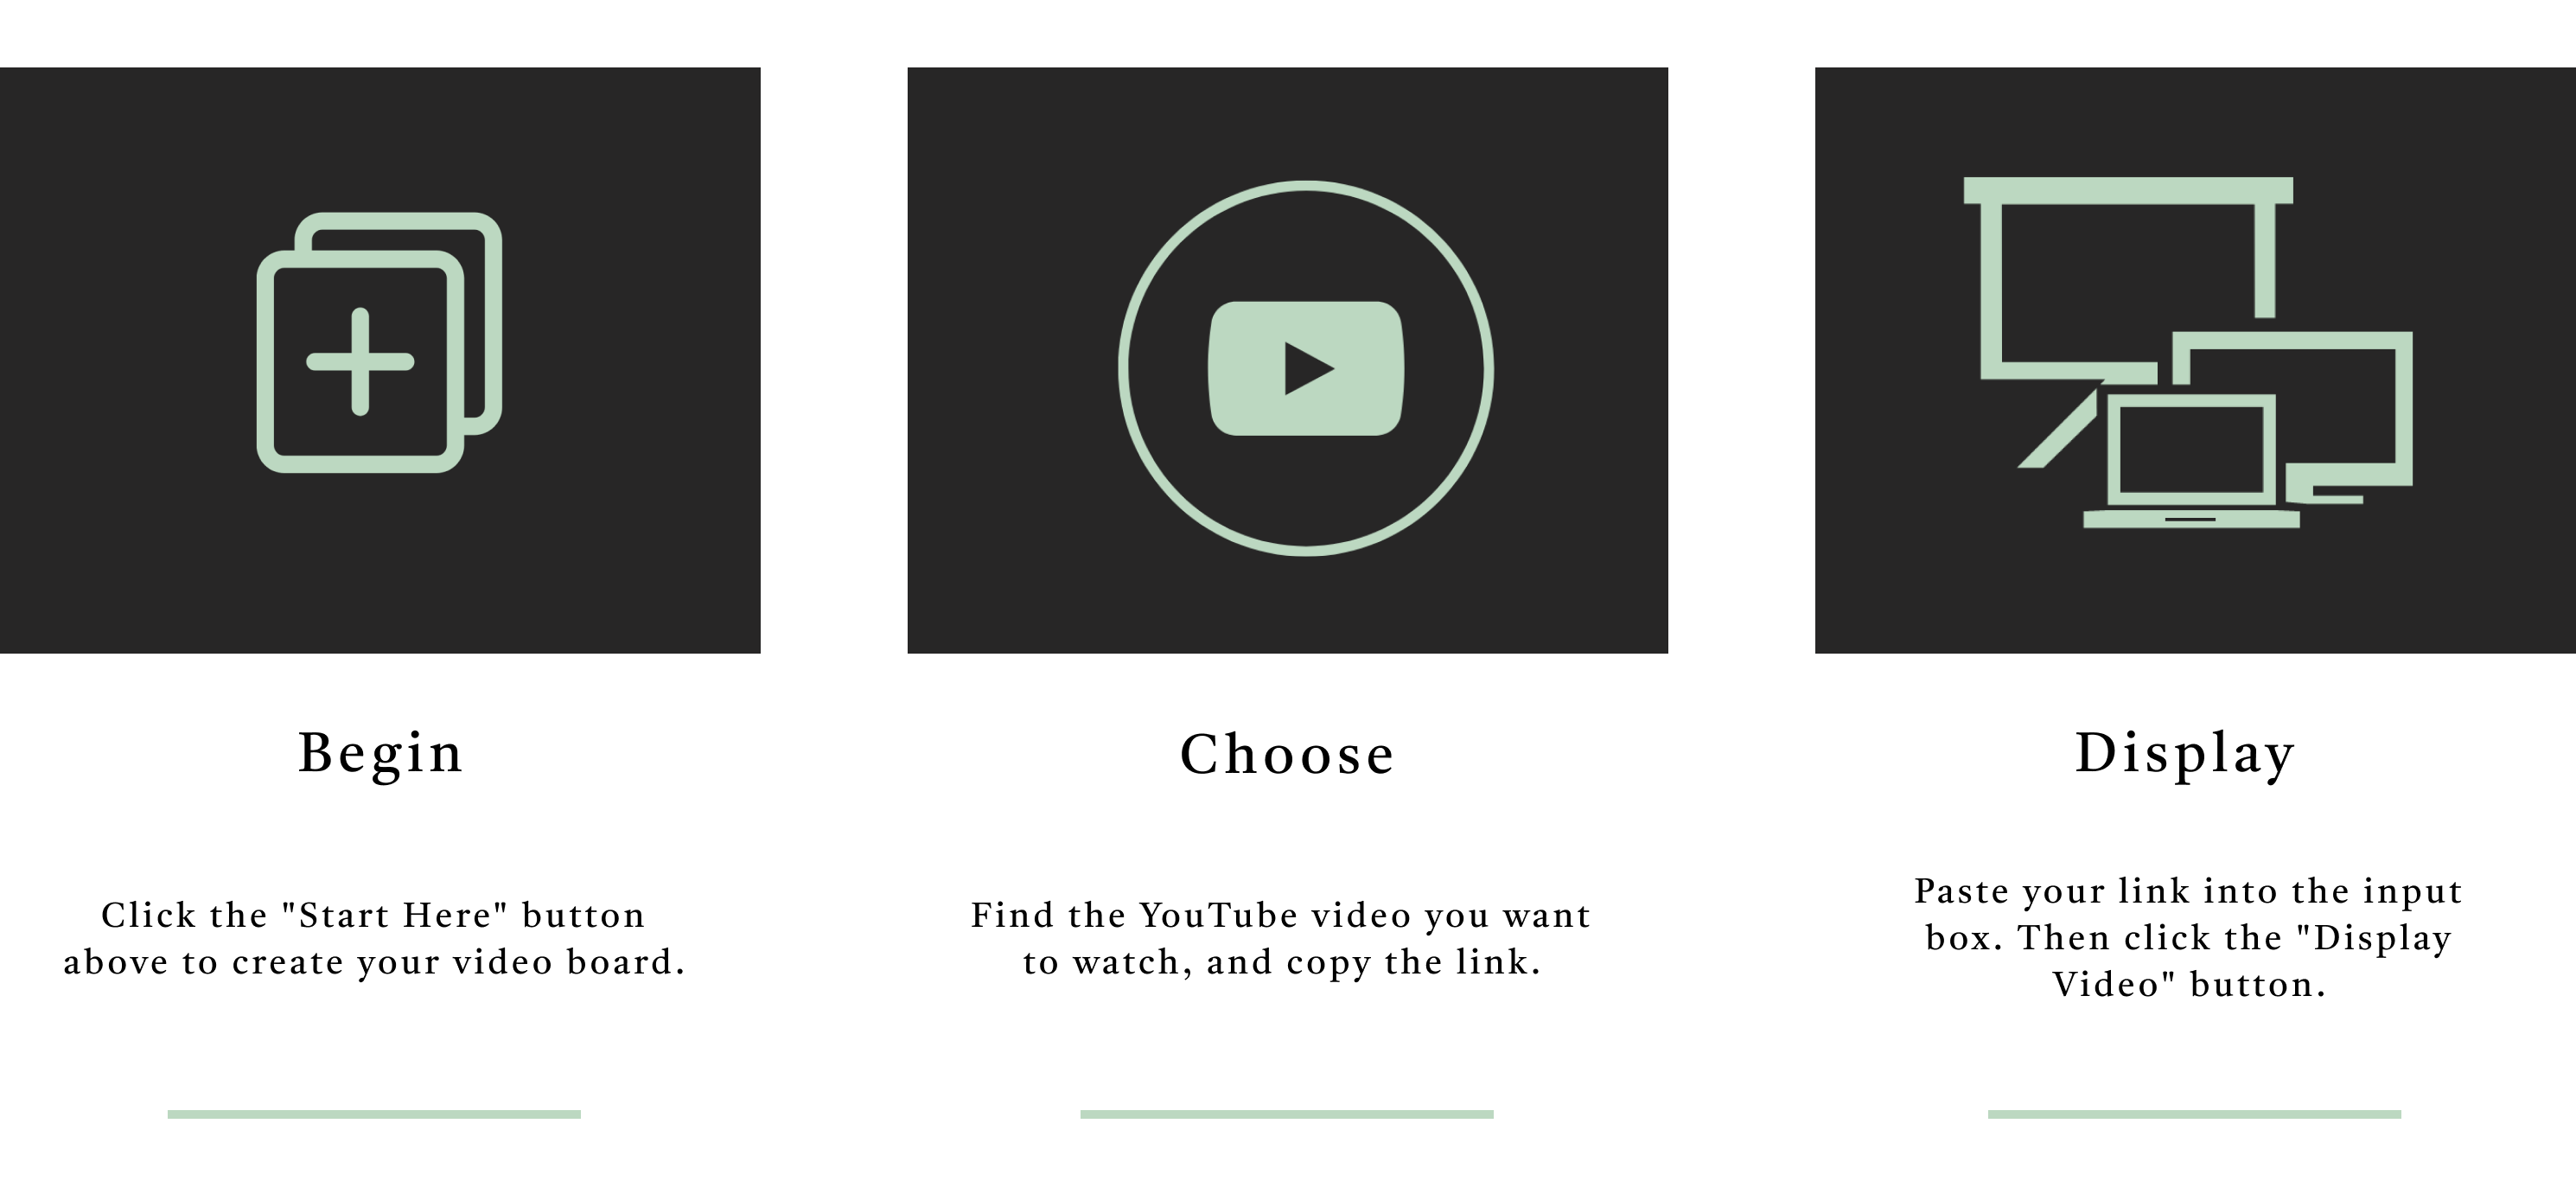 Begin
Click the "Start Here" button
above to create your video board.
Choose
Find the YouTube video you want
to watch, and copy the link.
Display
Paste your link into the input
box. Then click the "Display
Video" button.